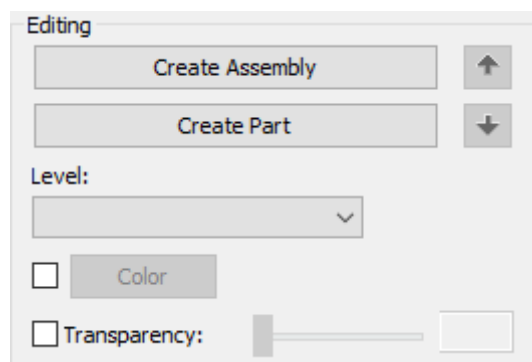 Editing
Create Assembly
Create Part
Level:
Color
Transparency: